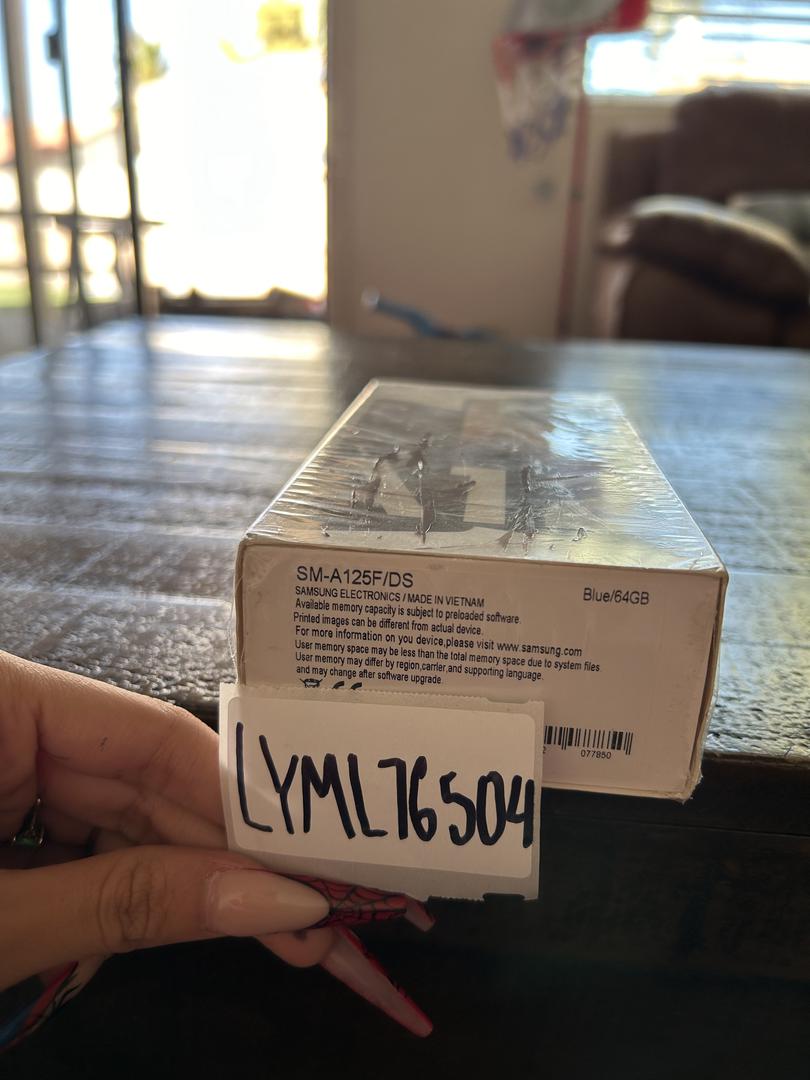 SM-A125F/DS
SAMSUNG ELECTRONICS / MADE IN VIETNAM
Blue/64GB
Available memory capacity is subject to preloaded software.
Printed images can be different from actual device.
For more information on you device,please visit www.samsung.com
User memory space may be less than the total memory space due to system files
User memory may differ by region,carrier,and supporting language.
and may change after software upgrade.
077850
LYML76504